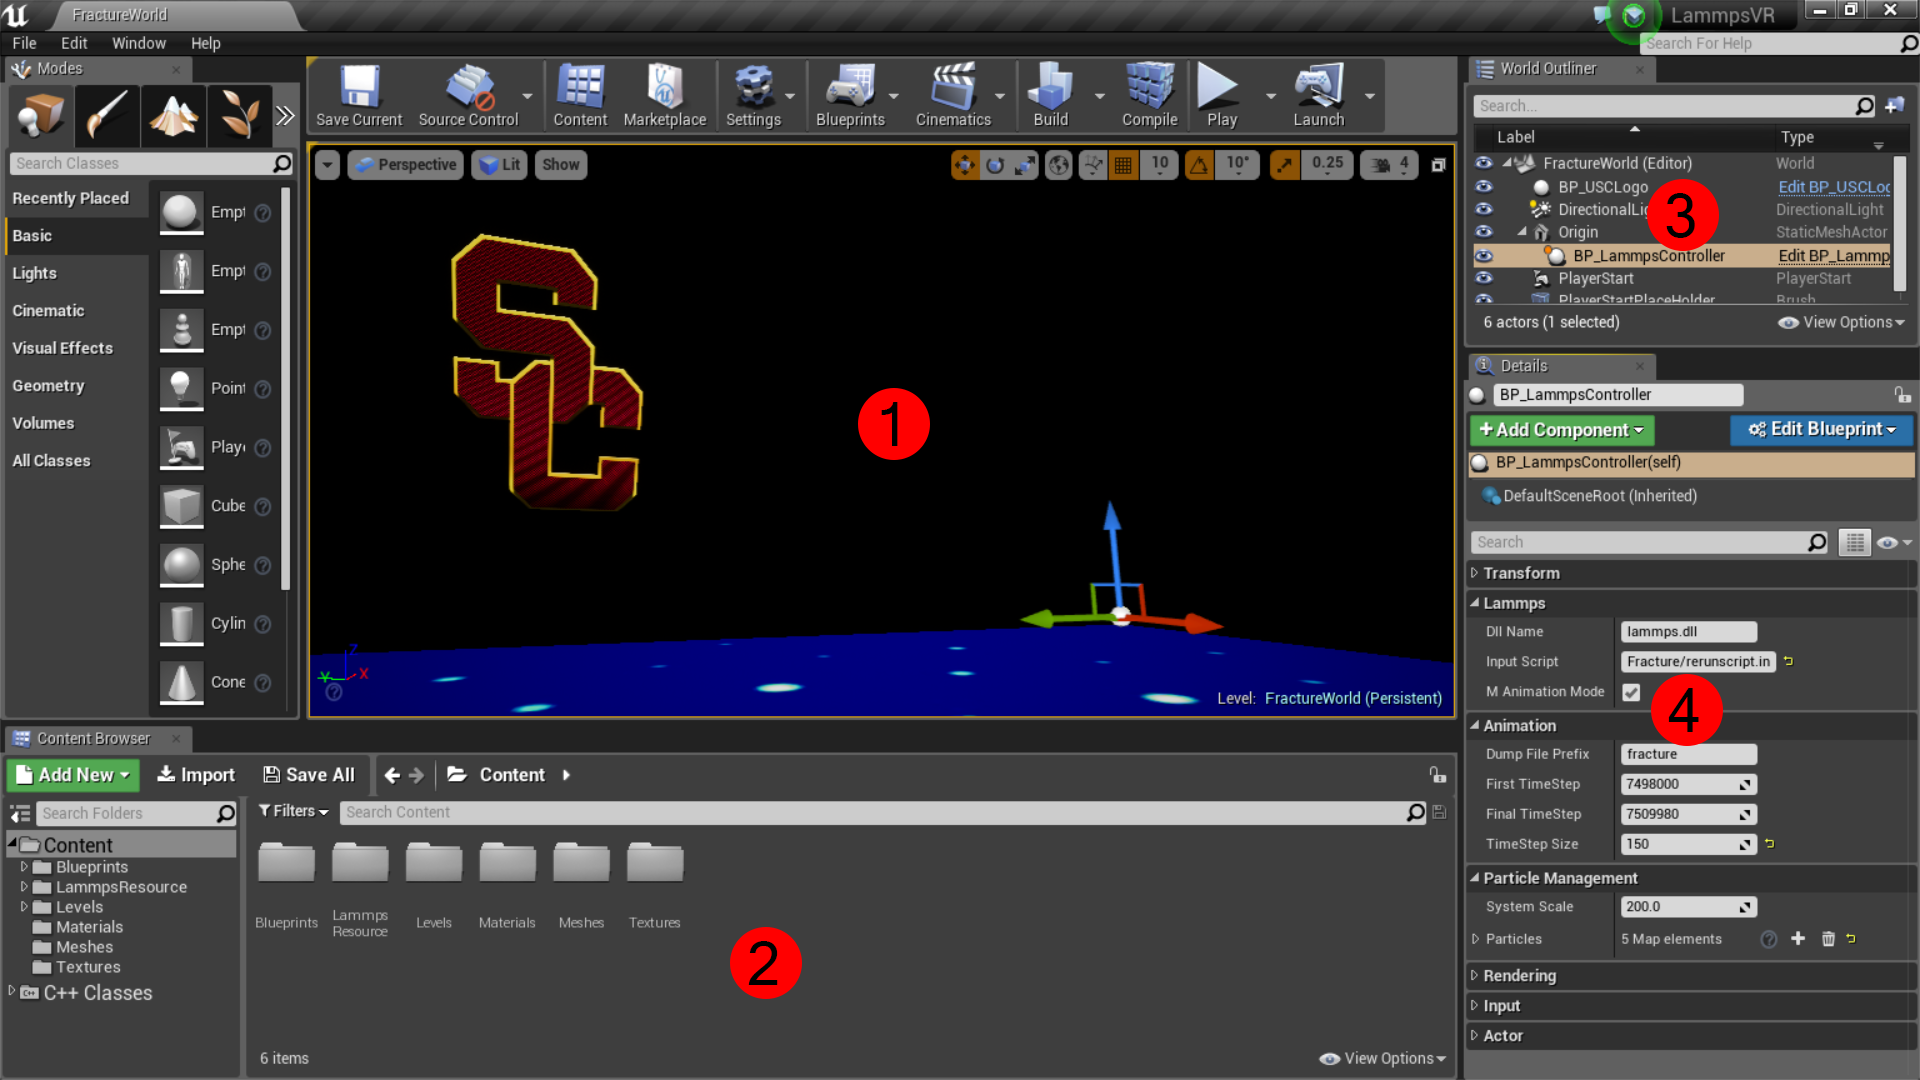 FractureWorld
LammpsVR
File Edit Window Help
Search For Help
Modes
Search Classes
Recently Placed
Basic
Lights
Cinematic
Visual Effects
Geometry
Volumes
All Classes
Empt
Empt
Empt
Point
Playe
Cube
Sphe
Cylin
Cone
Save Current Source Control Content Marketplace Settings Blueprints Cinematics Build Compile Play Launch
Perspective Lit Show 10 10° 0.25 4
1
Z
Y X
Level: FractureWorld (Persistent)
Content Browser
Add New Import Save All Content
Search Folders
Filters Search Content
Content
Blueprints
LammpsResource
Levels
Materials
Meshes
Textures
C++ Classes
Blueprints
Lammps
Resource
Levels
Materials
Meshes
Textures
2
6 items
View Options
World Outliner
Search...
Label Type
FractureWorld (Editor) World
BP_USCLogo Edit BP_USCLoc
DirectionalLi DirectionalLight
3
Origin StaticMeshActor
BP_LammpsController Edit BP_Lammp
PlayerStart PlayerStart
PlayerStartPlaceHolder Brush
6 actors (1 selected) View Options
Details
BP_LammpsController
+Add Component Edit Blueprint
BP_LammpsController(self)
DefaultSceneRoot (Inherited)
Search
Transform
Lammps
Dll Name lammps.dll
Input Script Fracture/rerunscript.in
M Animation Mode
4
Animation
Dump File Prefix fracture
First TimeStep 7498000
Final TimeStep 7509980
TimeStep Size 150
Particle Management
System Scale 200.0
Particles 5 Map elements
Rendering
Input
Actor